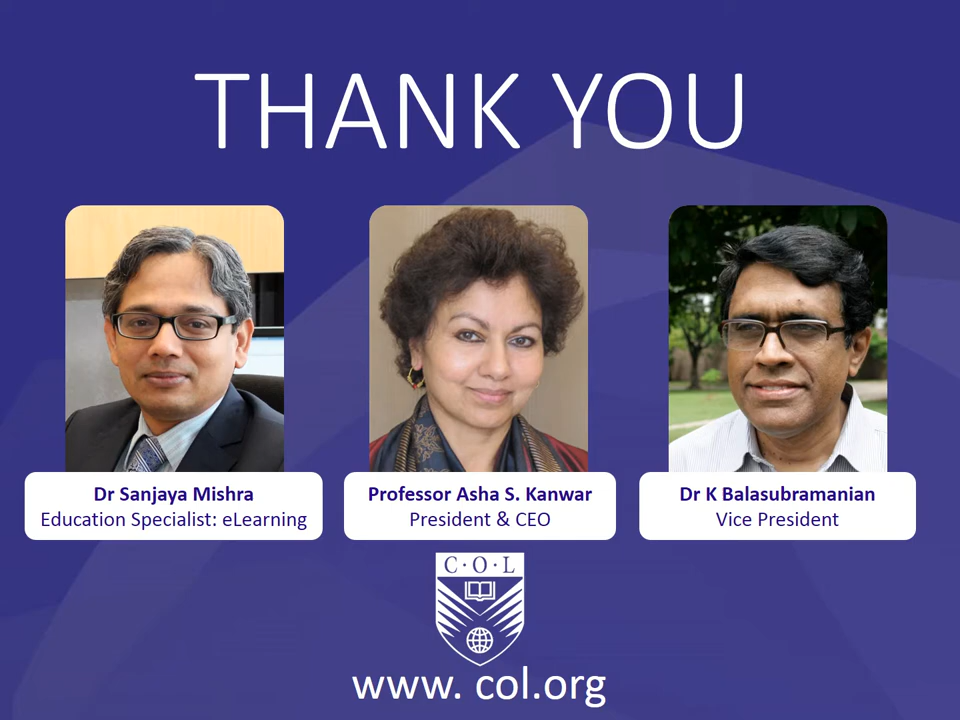 THANK YOU
Dr Sanjaya Mishra
Education Specialist: eLearning
Professor Asha S. Kanwar
President & CEO
Dr K Balasubramanian
Vice President
C·O·L
www. col.org